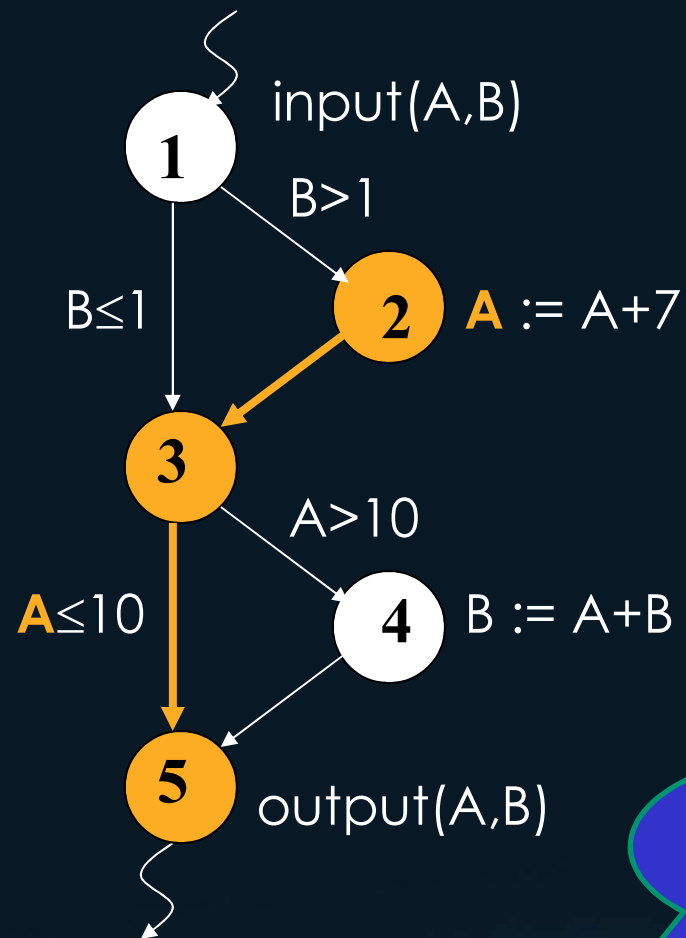 input(A,B)
1
B>1
B≤1
2
A := A+7
3
A>10
A≤10
4
B := A+B
5
output(A,B)